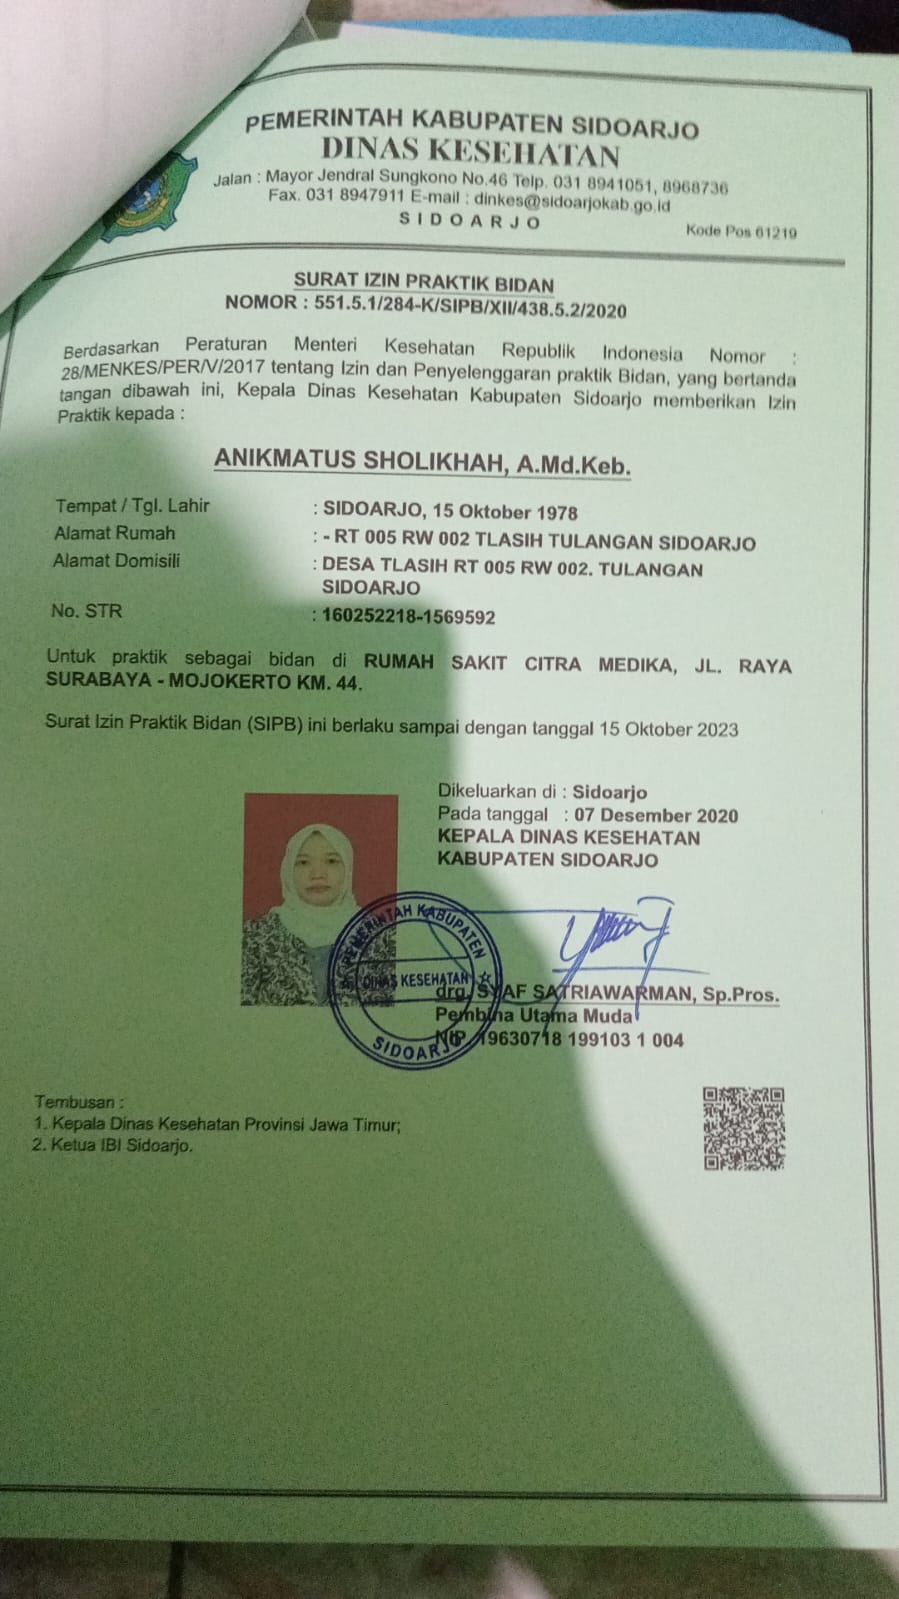 PEMERINTAH KABUPATEN SIDOARJO
DINAS KESEHATAN
Jalan : Mayor Jendral Sungkono No.46 Telp. 031 8941051, 8968736
Fax. 031 8947911 E-mail : dinkes@sidoarjokab.go.id
SIDOARJO
Kode Pos 61219
SURAT IZIN PRAKTIK BIDAN
NOMOR : 551.5.1/284-K/SIPB/XII/438.5.2/2020
Berdasarkan Peraturan Menteri Kesehatan Republik Indonesia Nomor :
28/MENKES/PER/V/2017 tentang Izin dan Penyelenggaran praktik Bidan, yang bertanda
tangan dibawah ini, Kepala Dinas Kesehatan Kabupaten Sidoarjo memberikan Izin
Praktik kepada :
ANIKMATUS SHOLIKHAH, A.Md.Keb.
Tempat / Tgl. Lahir : SIDOARJO, 15 Oktober 1978
Alamat Rumah : - RT 005 RW 002 TLASIH TULANGAN SIDOARJO
Alamat Domisili : DESA TLASIH RT 005 RW 002. TULANGAN
SIDOARJO
No. STR : 160252218-1569592
Untuk praktik sebagai bidan di RUMAH SAKIT CITRA MEDIKA, JL. RAYA
SURABAYA - MOJOKERTO KM. 44.
Surat Izin Praktik Bidan (SIPB) ini berlaku sampai dengan tanggal 15 Oktober 2023
Dikeluarkan di : Sidoarjo
Pada tanggal : 07 Desember 2020
KEPALA DINAS KESEHATAN
KABUPATEN SIDOARJO
PEMERINTAH KABUPATEN
DINAS KESEHATAN
SIDOARJO
drg. SYAF SATRIAWARMAN, Sp.Pros.
Pembina Utama Muda
NIP. 19630718 199103 1 004
Tembusan :
1. Kepala Dinas Kesehatan Provinsi Jawa Timur;
2. Ketua IBI Sidoarjo.